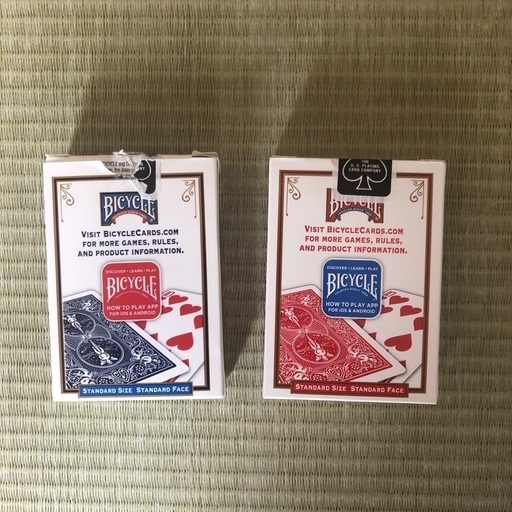 BICYCLE
VISIT BICYCLECARDS.COM
FOR MORE GAMES, RULES,
AND PRODUCT INFORMATION.
DISCOVER • LEARN • PLAY
BICYCLE
HOW TO PLAY APP
FOR IOS & ANDROID
STANDARD SIZE STANDARD FACE
THE
U. S. PLAYING
CARD COMPANY
BICYCLE
VISIT BICYCLECARDS.COM
FOR MORE GAMES, RULES,
AND PRODUCT INFORMATION.
DISCOVER • LEARN • PLAY
BICYCLE
HOW TO PLAY APP
FOR IOS & ANDROID
STANDARD SIZE STANDARD FACE